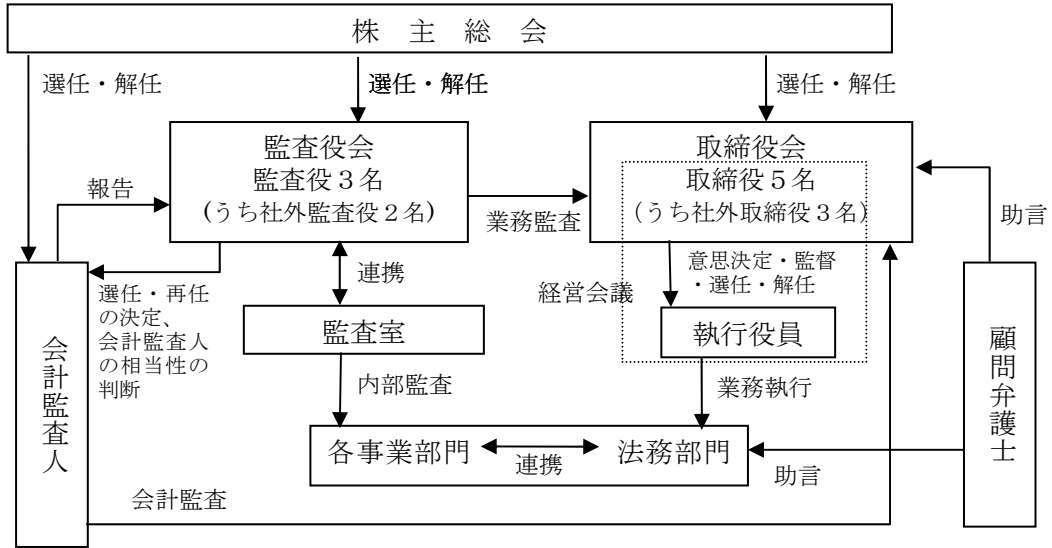 株 主 総 会
選任・解任
選任・解任
選任・解任
監査役会
監査役３名
(うち社外監査役２名)
取締役会
取締役５名
（うち社外取締役３名）
報告
業務監査
助言
連携
意思決定・監督
・選任・解任
経営会議
選任・再任
の決定、
会計監査人
の相当性の
判断
監査室
執行役員
会計監査人
顧問弁護士
内部監査
業務執行
各事業部門
連携
法務部門
助言
会計監査